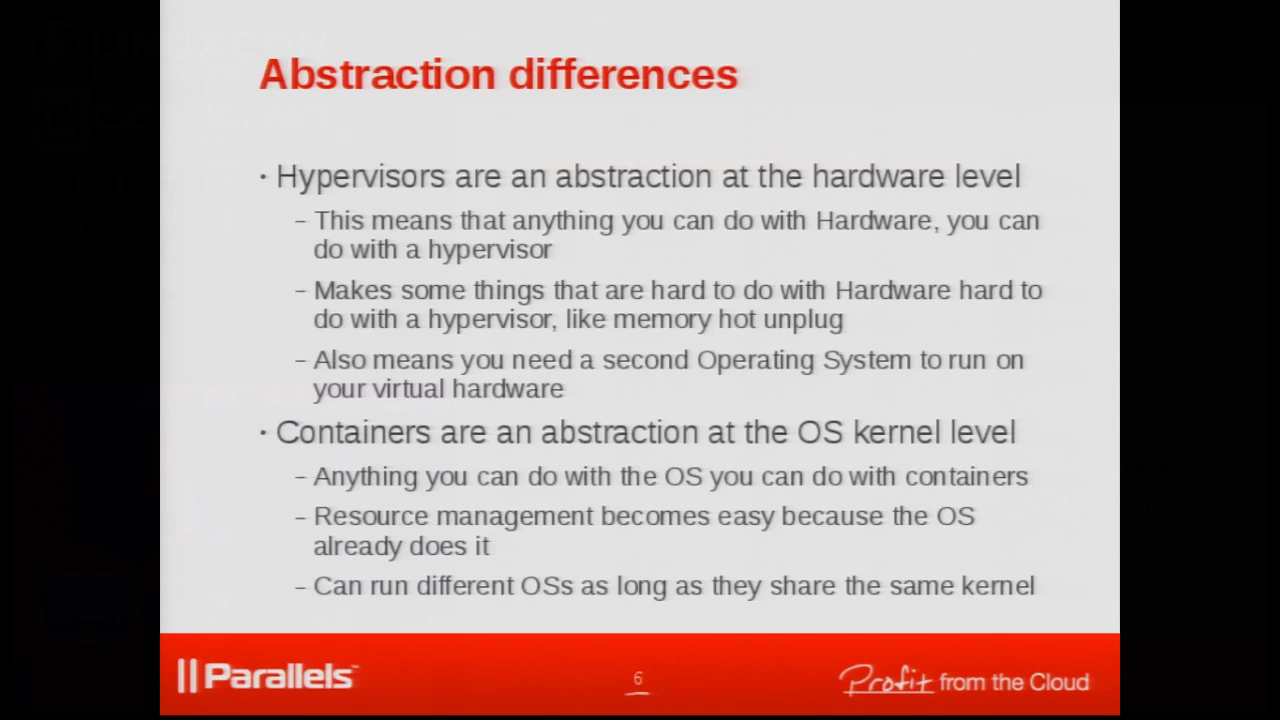 Abstraction differences
· Hypervisors are an abstraction at the hardware level
– This means that anything you can do with Hardware, you can
do with a hypervisor
– Makes some things that are hard to do with Hardware hard to
do with a hypervisor, like memory hot unplug
– Also means you need a second Operating System to run on
your virtual hardware
· Containers are an abstraction at the OS kernel level
– Anything you can do with the OS you can do with containers
– Resource management becomes easy because the OS
already does it
– Can run different OSs as long as they share the same kernel
|| Parallels™
6
Profit from the Cloud